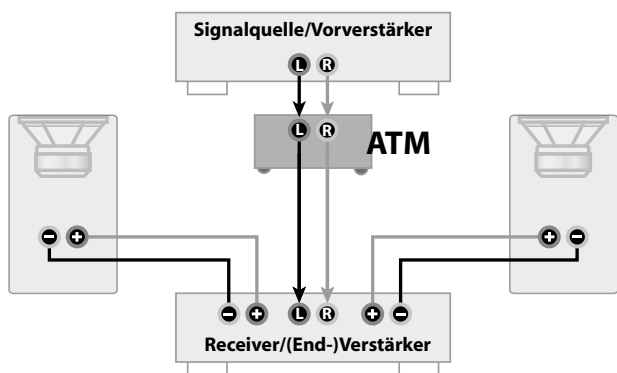 Signalquelle/Vorverstärker
L R
L R
ATM
− +
+ −
− + L R + −
Receiver/(End-)Verstärker